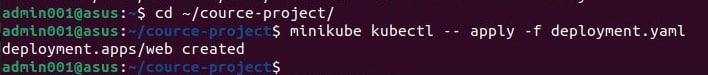 admin001@asus:~$ cd ~/cource-project/
admin001@asus:~/cource-project$ minikube kubectl -- apply -f deployment.yaml
deployment.apps/web created
admin001@asus:~/cource-project$